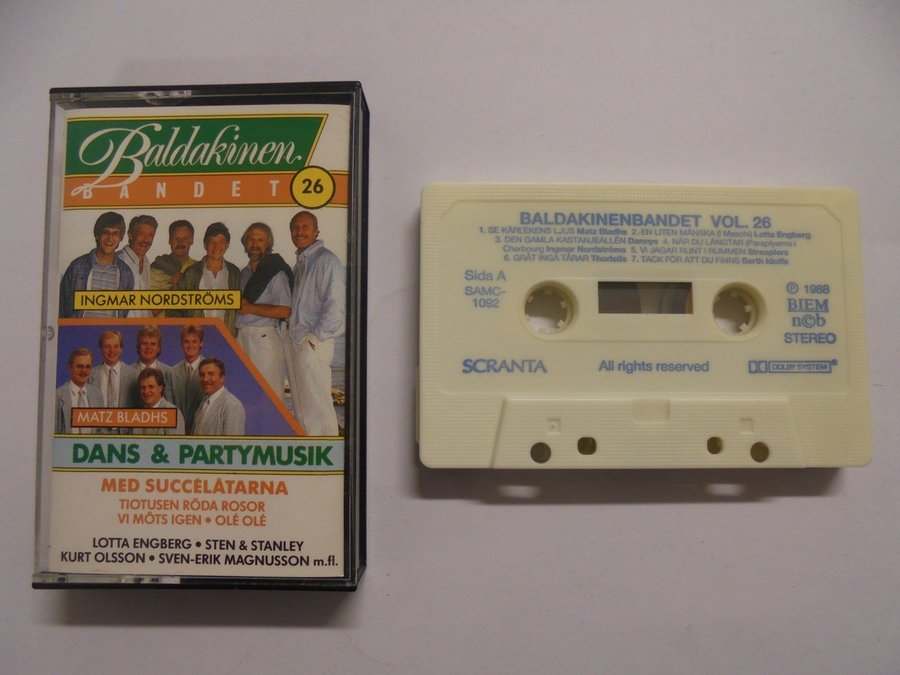 Baldakinen
BANDET 26
INGMAR NORDSTRÖMS
MATZ BLADHS
DANS & PARTYMUSIK
MED SUCCÉLÅTARNA
TIOTUSEN RÖDA ROSOR
VI MÖTS IGEN • OLÉ OLÉ
LOTTA ENGBERG • STEN & STANLEY
KURT OLSSON • SVEN-ERIK MAGNUSSON m.fl.
BALDAKINENBANDET VOL. 26
1. SE KÄRLEKENS LJUS Matz Bladhs 2. EN LITEN MÄNSKA (I Maschi) Lotta Engberg
3. DEN GAMLA KASTANJEALLÉN Dannys 4. NÄR DU LÄNGTAR (Paraplyerna i
Cherbourg Ingmar Nordströms 5. VI JAGAR RUNT I RUMMEN Streaplers
6. GRÅT INGA TÅRAR Thorleifs 7. TACK FÖR ATT DU FINNS Berth Idoffs
Sida A
SAMC-
1092
℗ 1988
BIEM
n©b
STEREO
SCRANTA
All rights reserved
DOLBY SYSTEM®